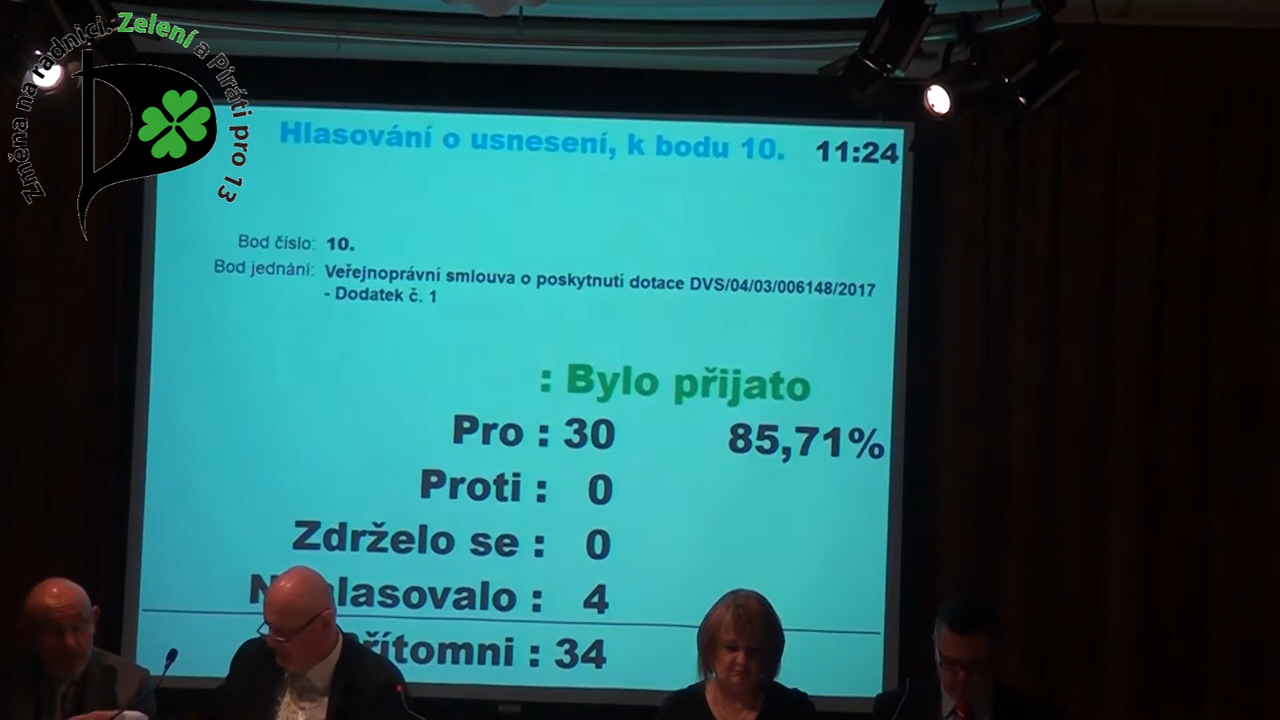 Změna na radnici. Zelení a Piráti pro 13
Hlasování o usnesení, k bodu 10. 11:24
Bod číslo: 10.
Bod jednání: Veřejnoprávní smlouva o poskytnutí dotace DVS/04/03/006148/2017
- Dodatek č. 1
: Bylo přijato
Pro : 30 85,71%
Proti : 0
Zdrželo se : 0
N lasovalo : 4
řítomni : 34